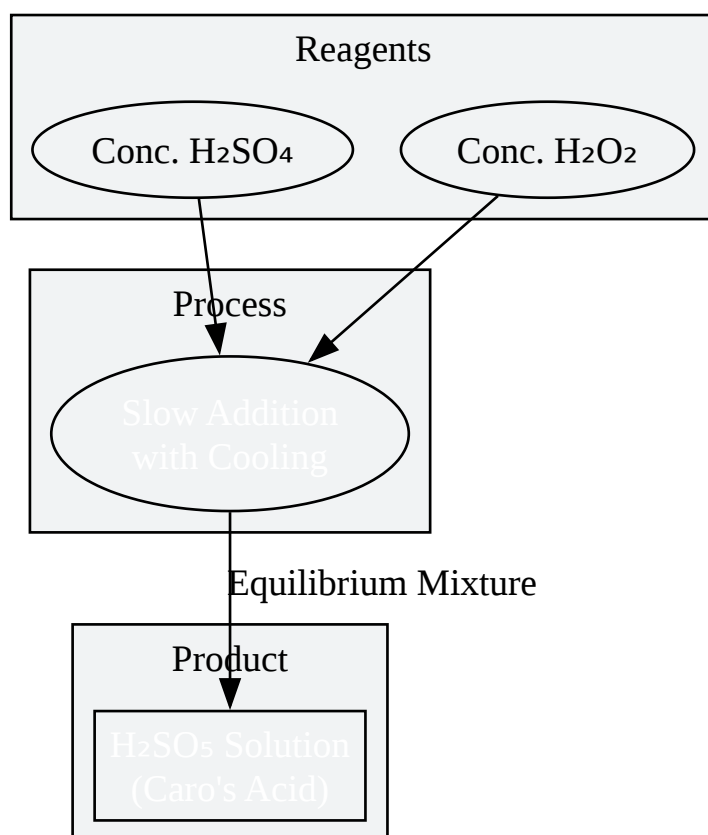 Reagents
Conc. H₂SO₄
Conc. H₂O₂
Process
Slow Addition
with Cooling
Equilibrium Mixture
Product
H₂SO₅ Solution
(Caro's Acid)